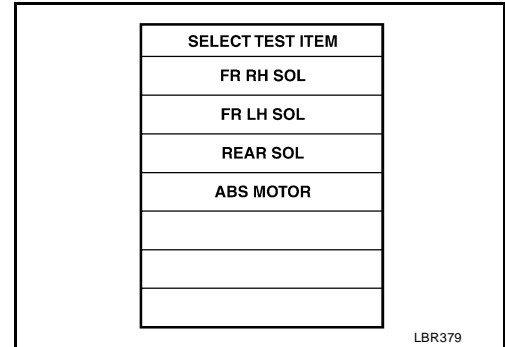 SELECT TEST ITEM
FR RH SOL
FR LH SOL
REAR SOL
ABS MOTOR
LBR379